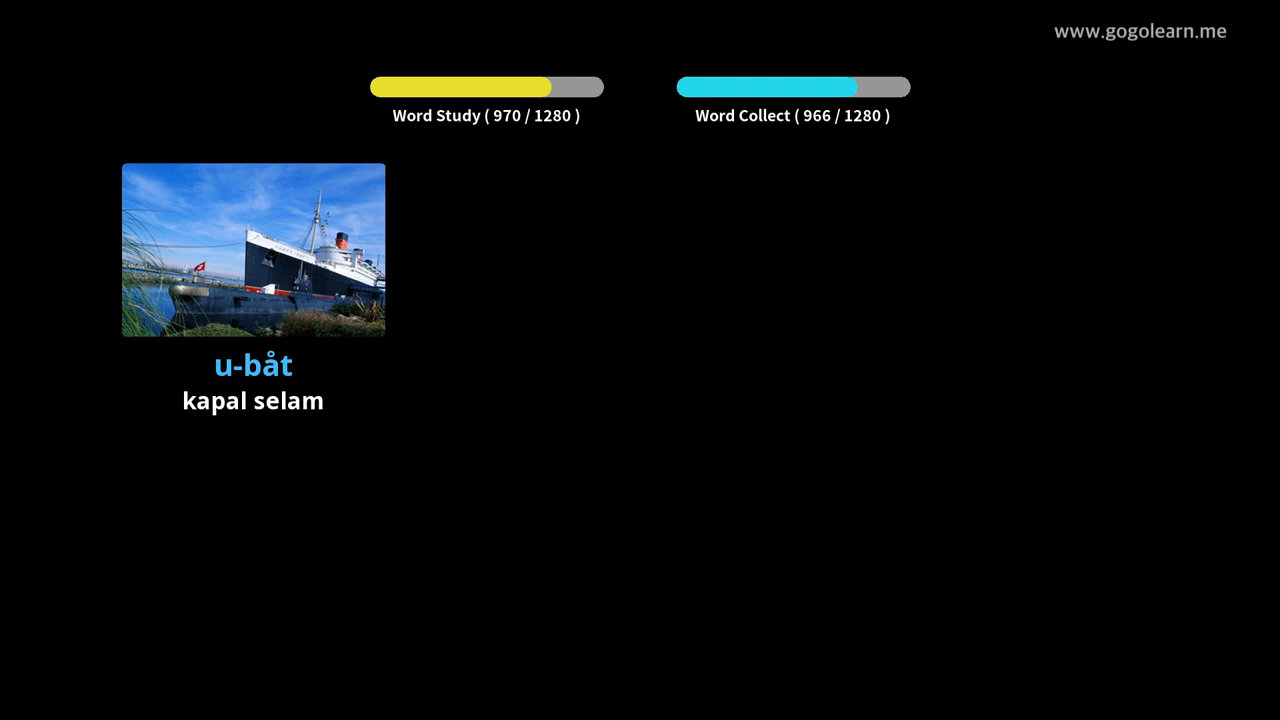 www.gogolearn.me
Word Study ( 970 / 1280 )
Word Collect ( 966 / 1280 )
u-båt
kapal selam